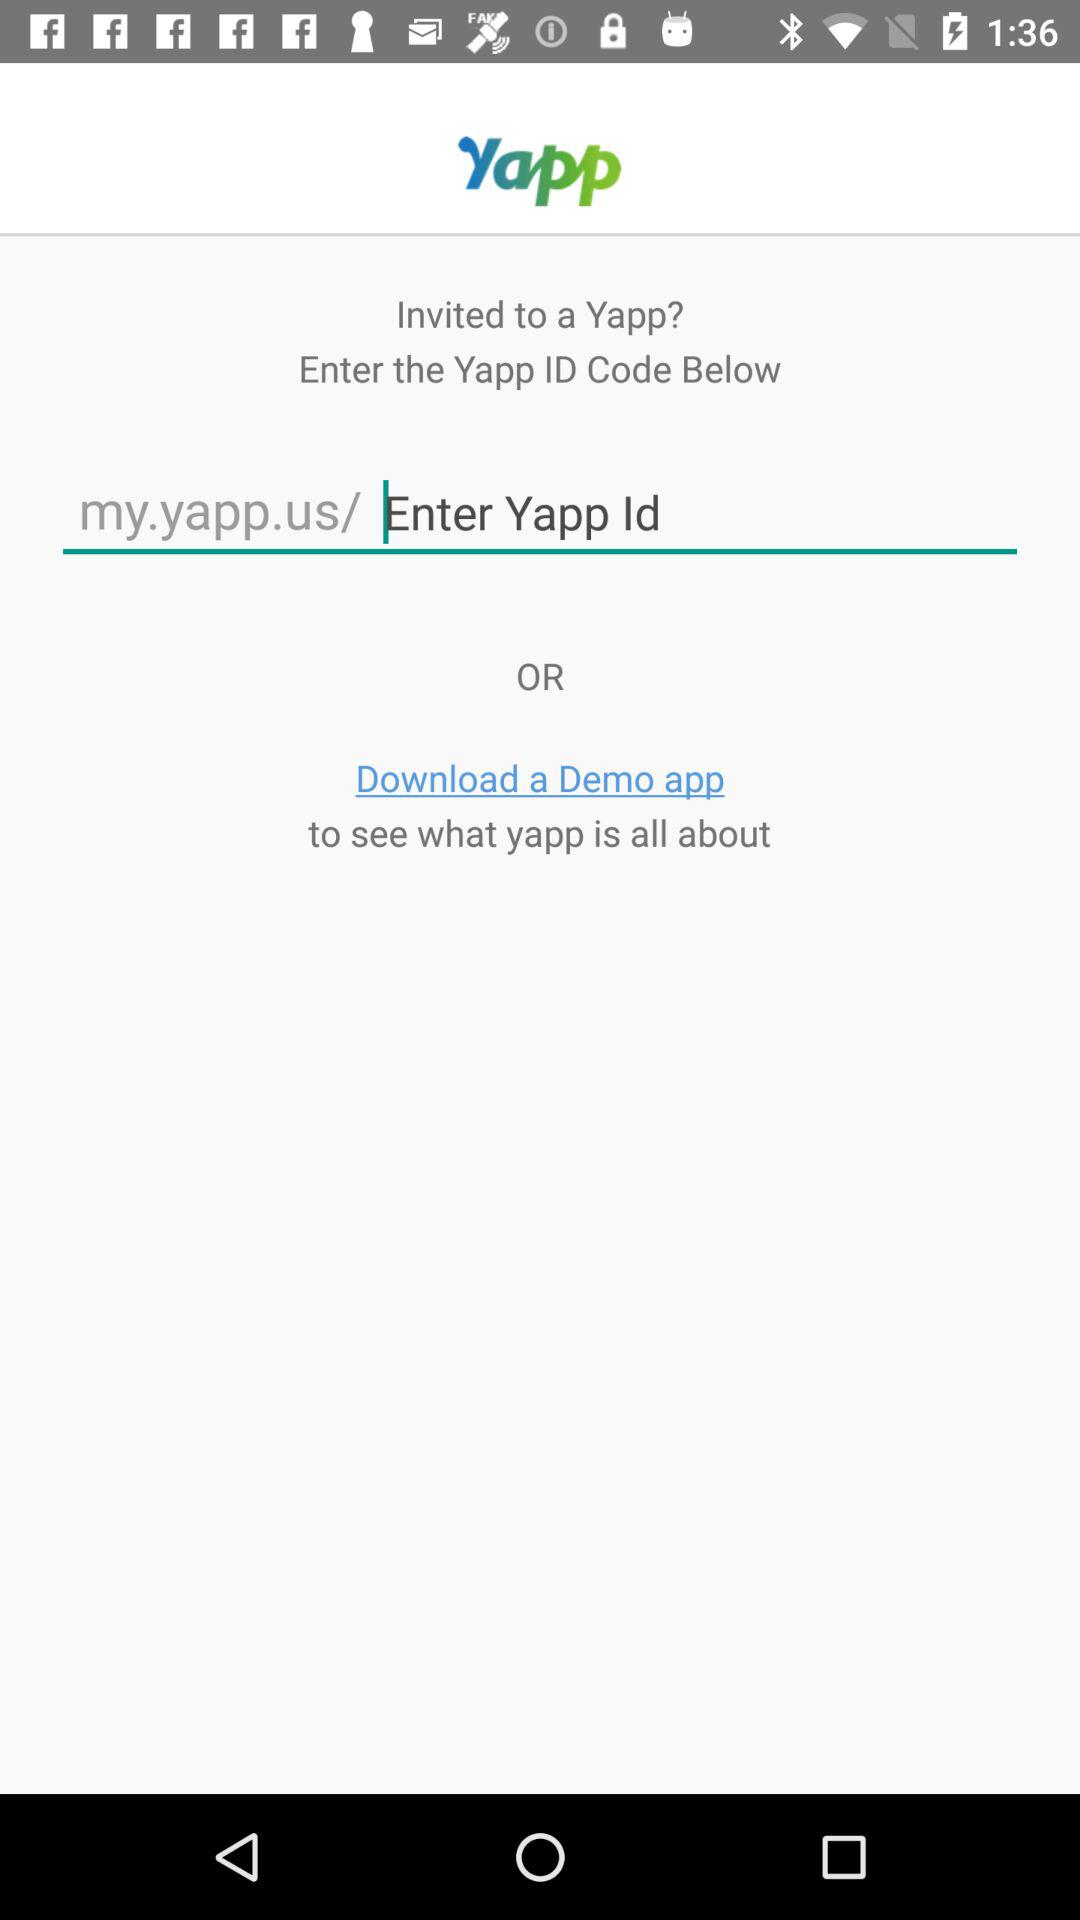 FAKE
1:36
Yapp
Invited to a Yapp?
Enter the Yapp ID Code Below
my.yapp.us/ Enter Yapp Id
OR
Download a Demo app
to see what yapp is all about